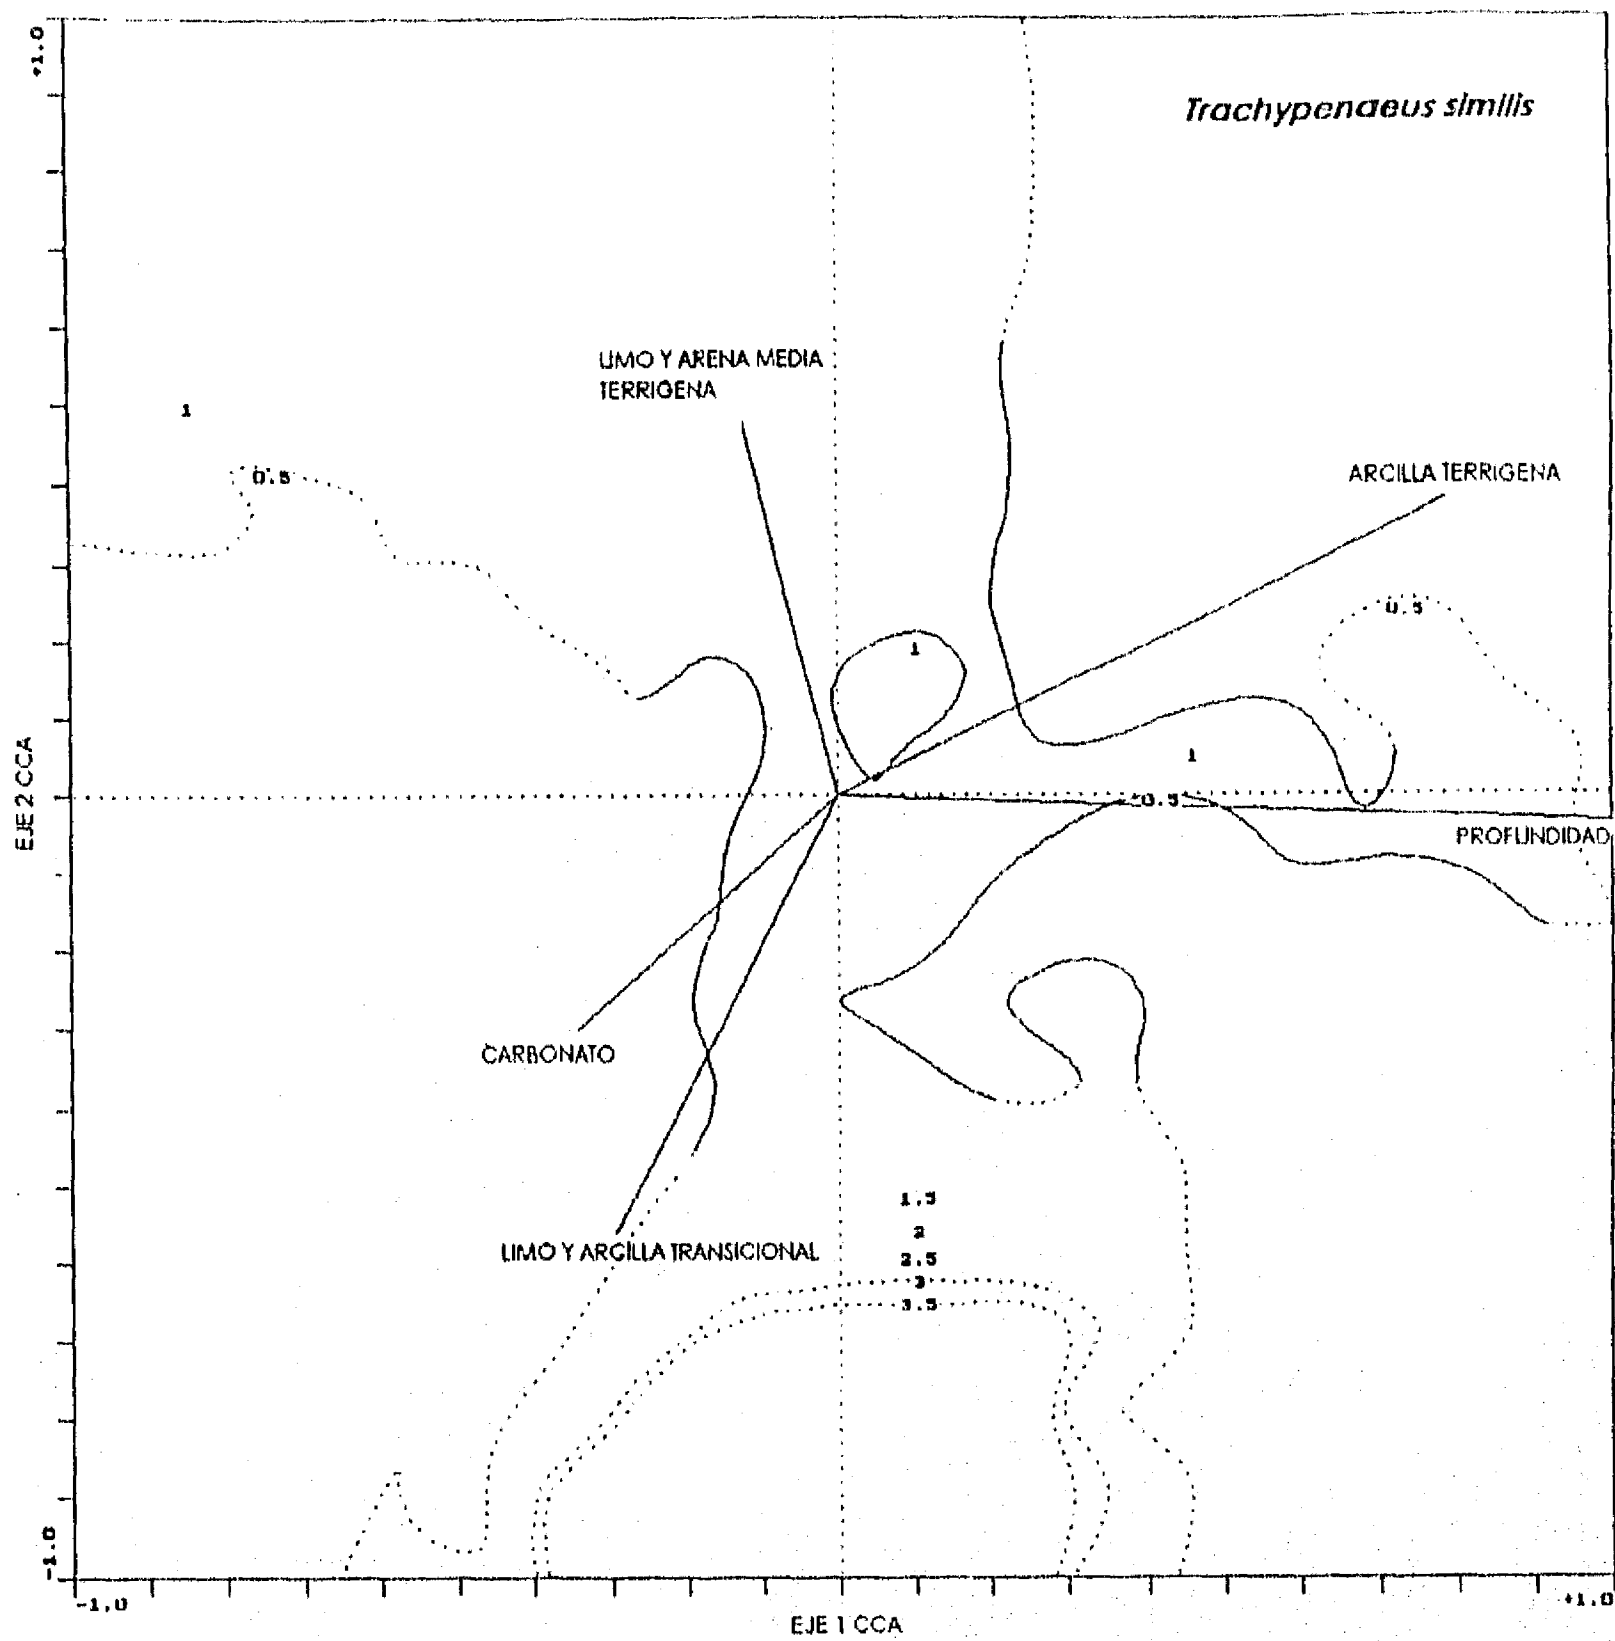 +1.0
Trachypenaeus similis
LIMO Y ARENA MEDIA
TERRIGENA
1
ARCILLA TERRIGENA
0.5
0.5
1
1
0.5
EJE 2 CCA
PROFUNDIDAD
CARBONATO
1.5
2
LIMO Y ARCILLA TRANSICIONAL
2.5
3
3.5
-1.0
-1.0
+1.0
EJE 1 CCA